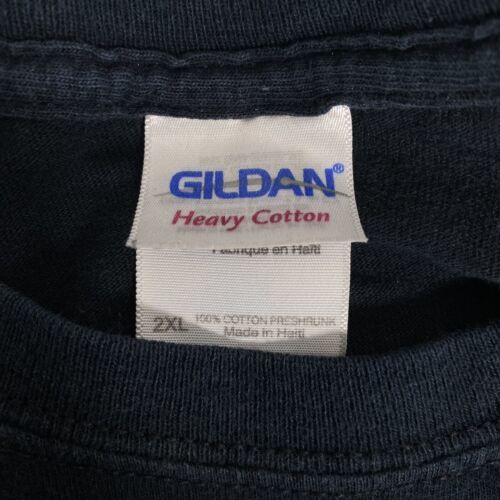 GILDAN®
Heavy Cotton
Fabriqué en Haïti
2XL 100% COTTON PRESHRUNK
Made in Haiti